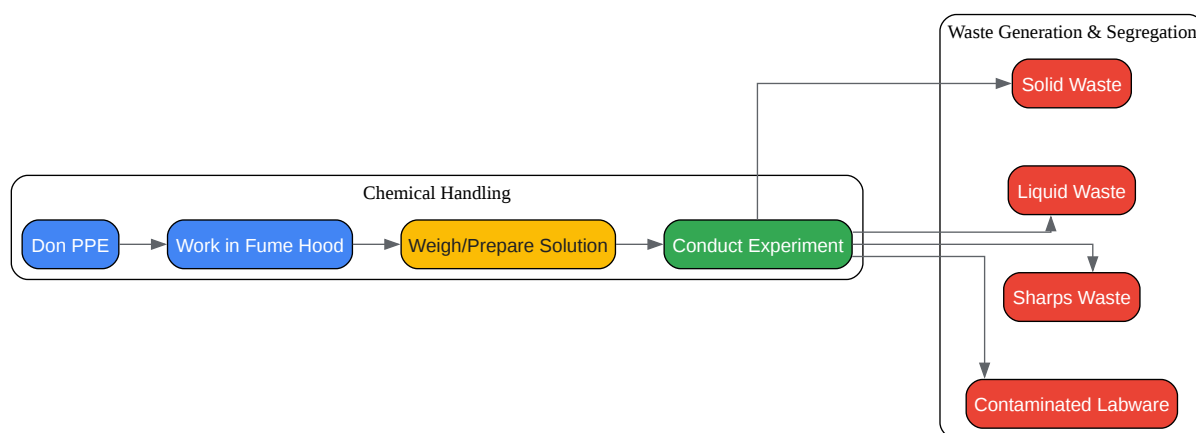 Waste Generation & Segregation
Solid Waste
Liquid Waste
Chemical Handling
Don PPE
Work in Fume Hood
Weigh/Prepare Solution
Conduct Experiment
Sharps Waste
Contaminated Labware